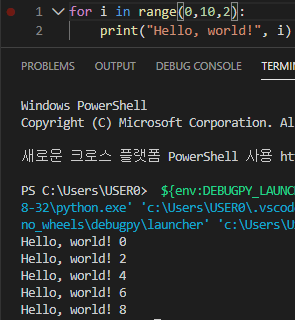 1 for i in range(0,10,2):
2 print("Hello, world!", i)
PROBLEMS OUTPUT DEBUG CONSOLE TERMI
Windows PowerShell
Copyright (C) Microsoft Corporation. Al
새로운 크로스 플랫폼 PowerShell 사용 ht
PS C:\Users\USER0> ${env:DEBUGPY_LAUNC
8-32\python.exe' 'c:\Users\USER0\.vscod
no_wheels\debugpy\launcher' 'c:\Users\U
Hello, world! 0
Hello, world! 2
Hello, world! 4
Hello, world! 6
Hello, world! 8